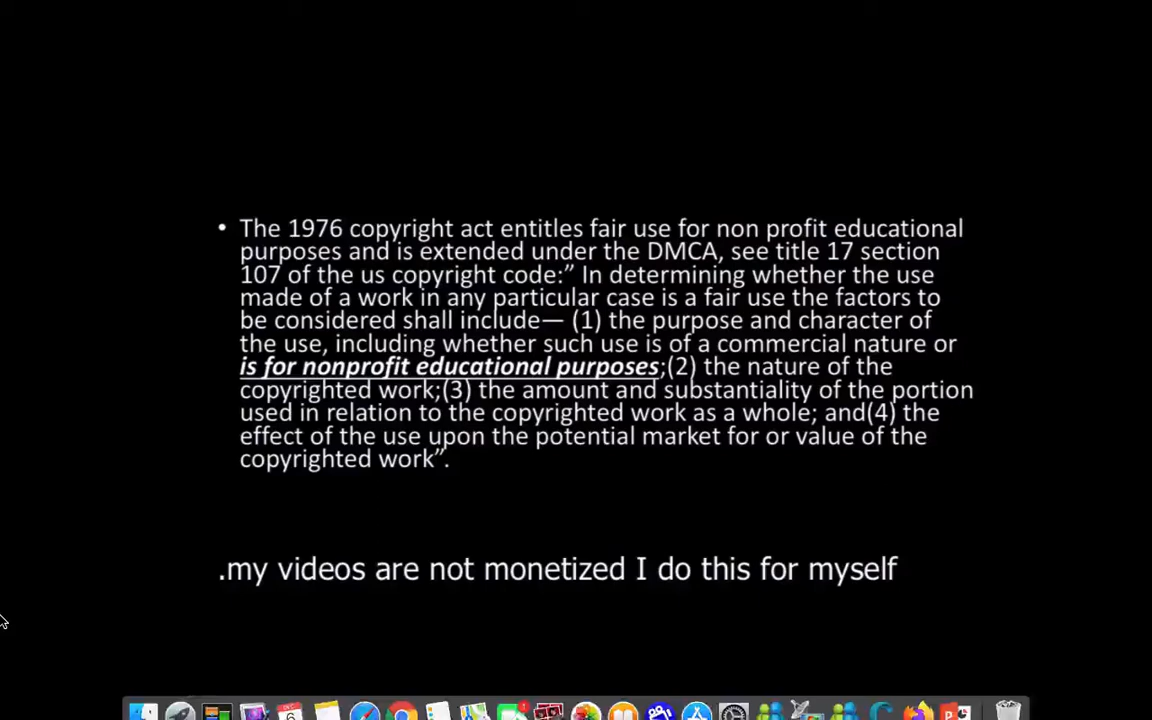 • The 1976 copyright act entitles fair use for non profit educational
purposes and is extended under the DMCA, see title 17 section
107 of the us copyright code:” In determining whether the use
made of a work in any particular case is a fair use the factors to
be considered shall include— (1) the purpose and character of
the use, including whether such use is of a commercial nature or
is for nonprofit educational purposes;(2) the nature of the
copyrighted work;(3) the amount and substantiality of the portion
used in relation to the copyrighted work as a whole; and(4) the
effect of the use upon the potential market for or value of the
copyrighted work”.
.my videos are not monetized I do this for myself
6